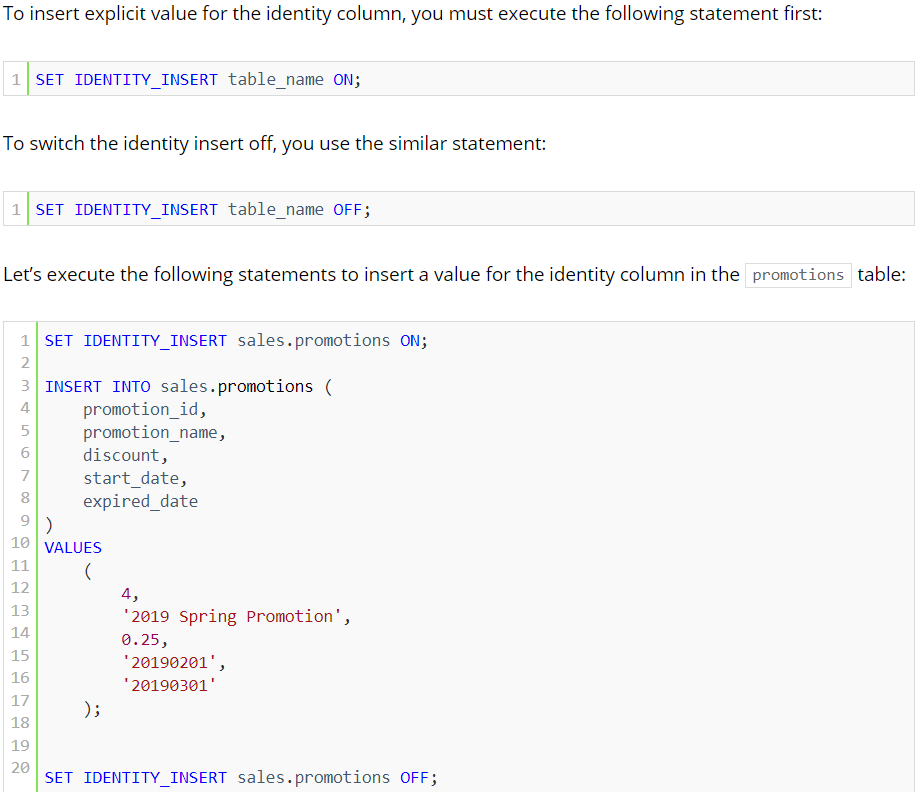 To insert explicit value for the identity column, you must execute the following statement first:
1 SET IDENTITY_INSERT table_name ON;
To switch the identity insert off, you use the similar statement:
1 SET IDENTITY_INSERT table_name OFF;
Let’s execute the following statements to insert a value for the identity column in the promotions table:
1 SET IDENTITY_INSERT sales.promotions ON;
2
3 INSERT INTO sales.promotions (
4 promotion_id,
5 promotion_name,
6 discount,
7 start_date,
8 expired_date
9 )
10 VALUES
11 (
12 4,
13 '2019 Spring Promotion',
14 0.25,
15 '20190201',
16 '20190301'
17 );
18
19
20 SET IDENTITY_INSERT sales.promotions OFF;